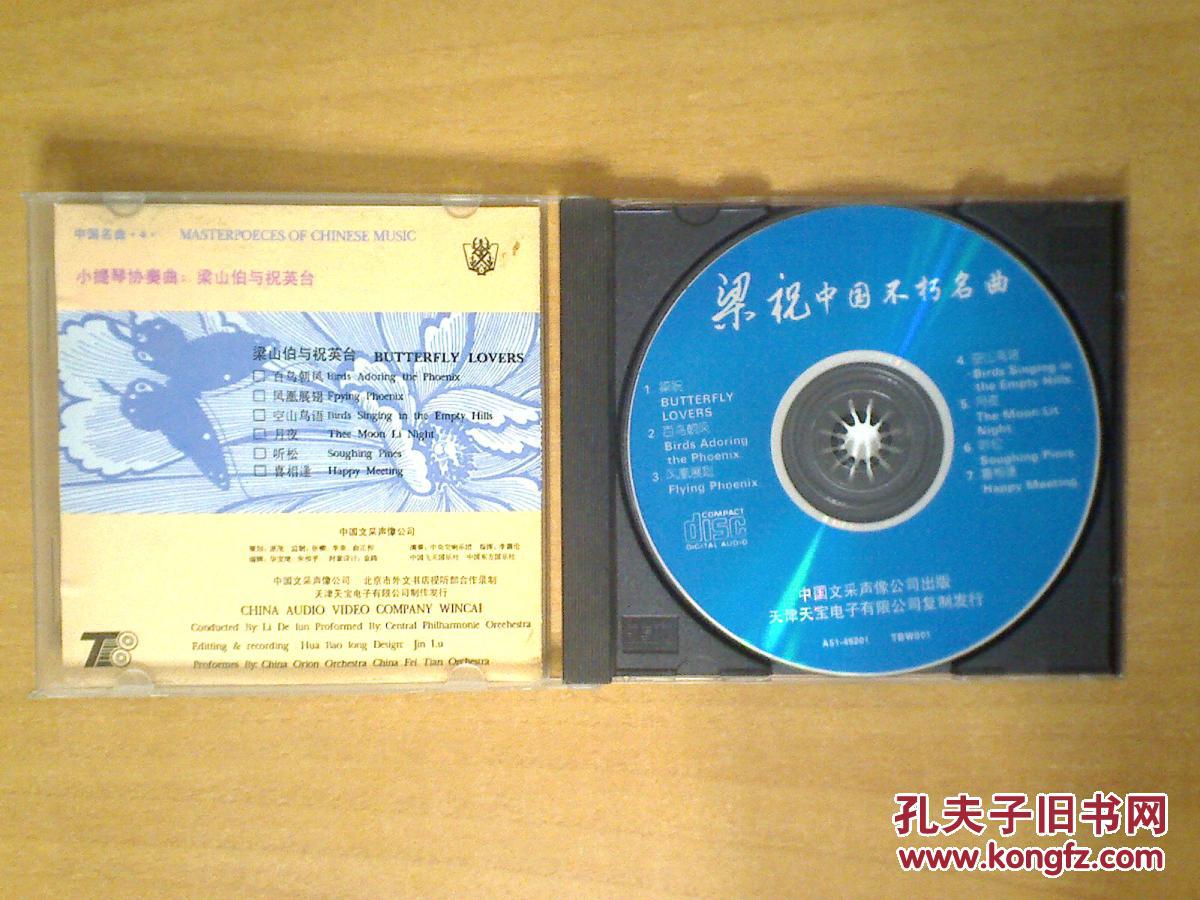 中国名曲 MASTERPOECES OF CHINESE MUSIC
小提琴协奏曲：梁山伯与祝英台
梁山伯与祝英台 BUTTERFLY LOVERS
百鸟朝凤 Birds Adoring the Phoenix
凤凰展翅 Fpying Phoenix
空山鸟语 Birds Singing in the Empty Hills
月夜 Thee Moon Li Night
听松 Soughing Pines
喜相逢 Happy Meeting
中国文采声像公司
中国文采声像公司 北京市外文书店视听部合作录制
天津天宝电子有限公司制作发行
CHINA AUDIO VIDEO COMPANY WINCAI
Conducted By Li De Iun Proformed By Central Philharmonie Orcehestra
Editting & recording Hua Bao long Design: Jin Lu
Proformes By: China Orion Orchestra China Fei Tian Orchestra
梁祝中国不朽名曲
1 梁祝
BUTTERFLY
LOVERS
2 百鸟朝凤
Birds Adoring
the Phoenix
3 凤凰展翅
Flying Phoenix
4. 空山鸟语
Birds Singing in
the Empty Hills
5. 月夜
The Moon Lit
Night
6 听松
Soughing Pines
7. 喜相逢
Happy Meeting
COMPACT
disc
DIGITAL AUDIO
中国文采声像公司出版
天津天宝电子有限公司复制发行
TBW001
孔夫子旧书网
www.kongfz.com